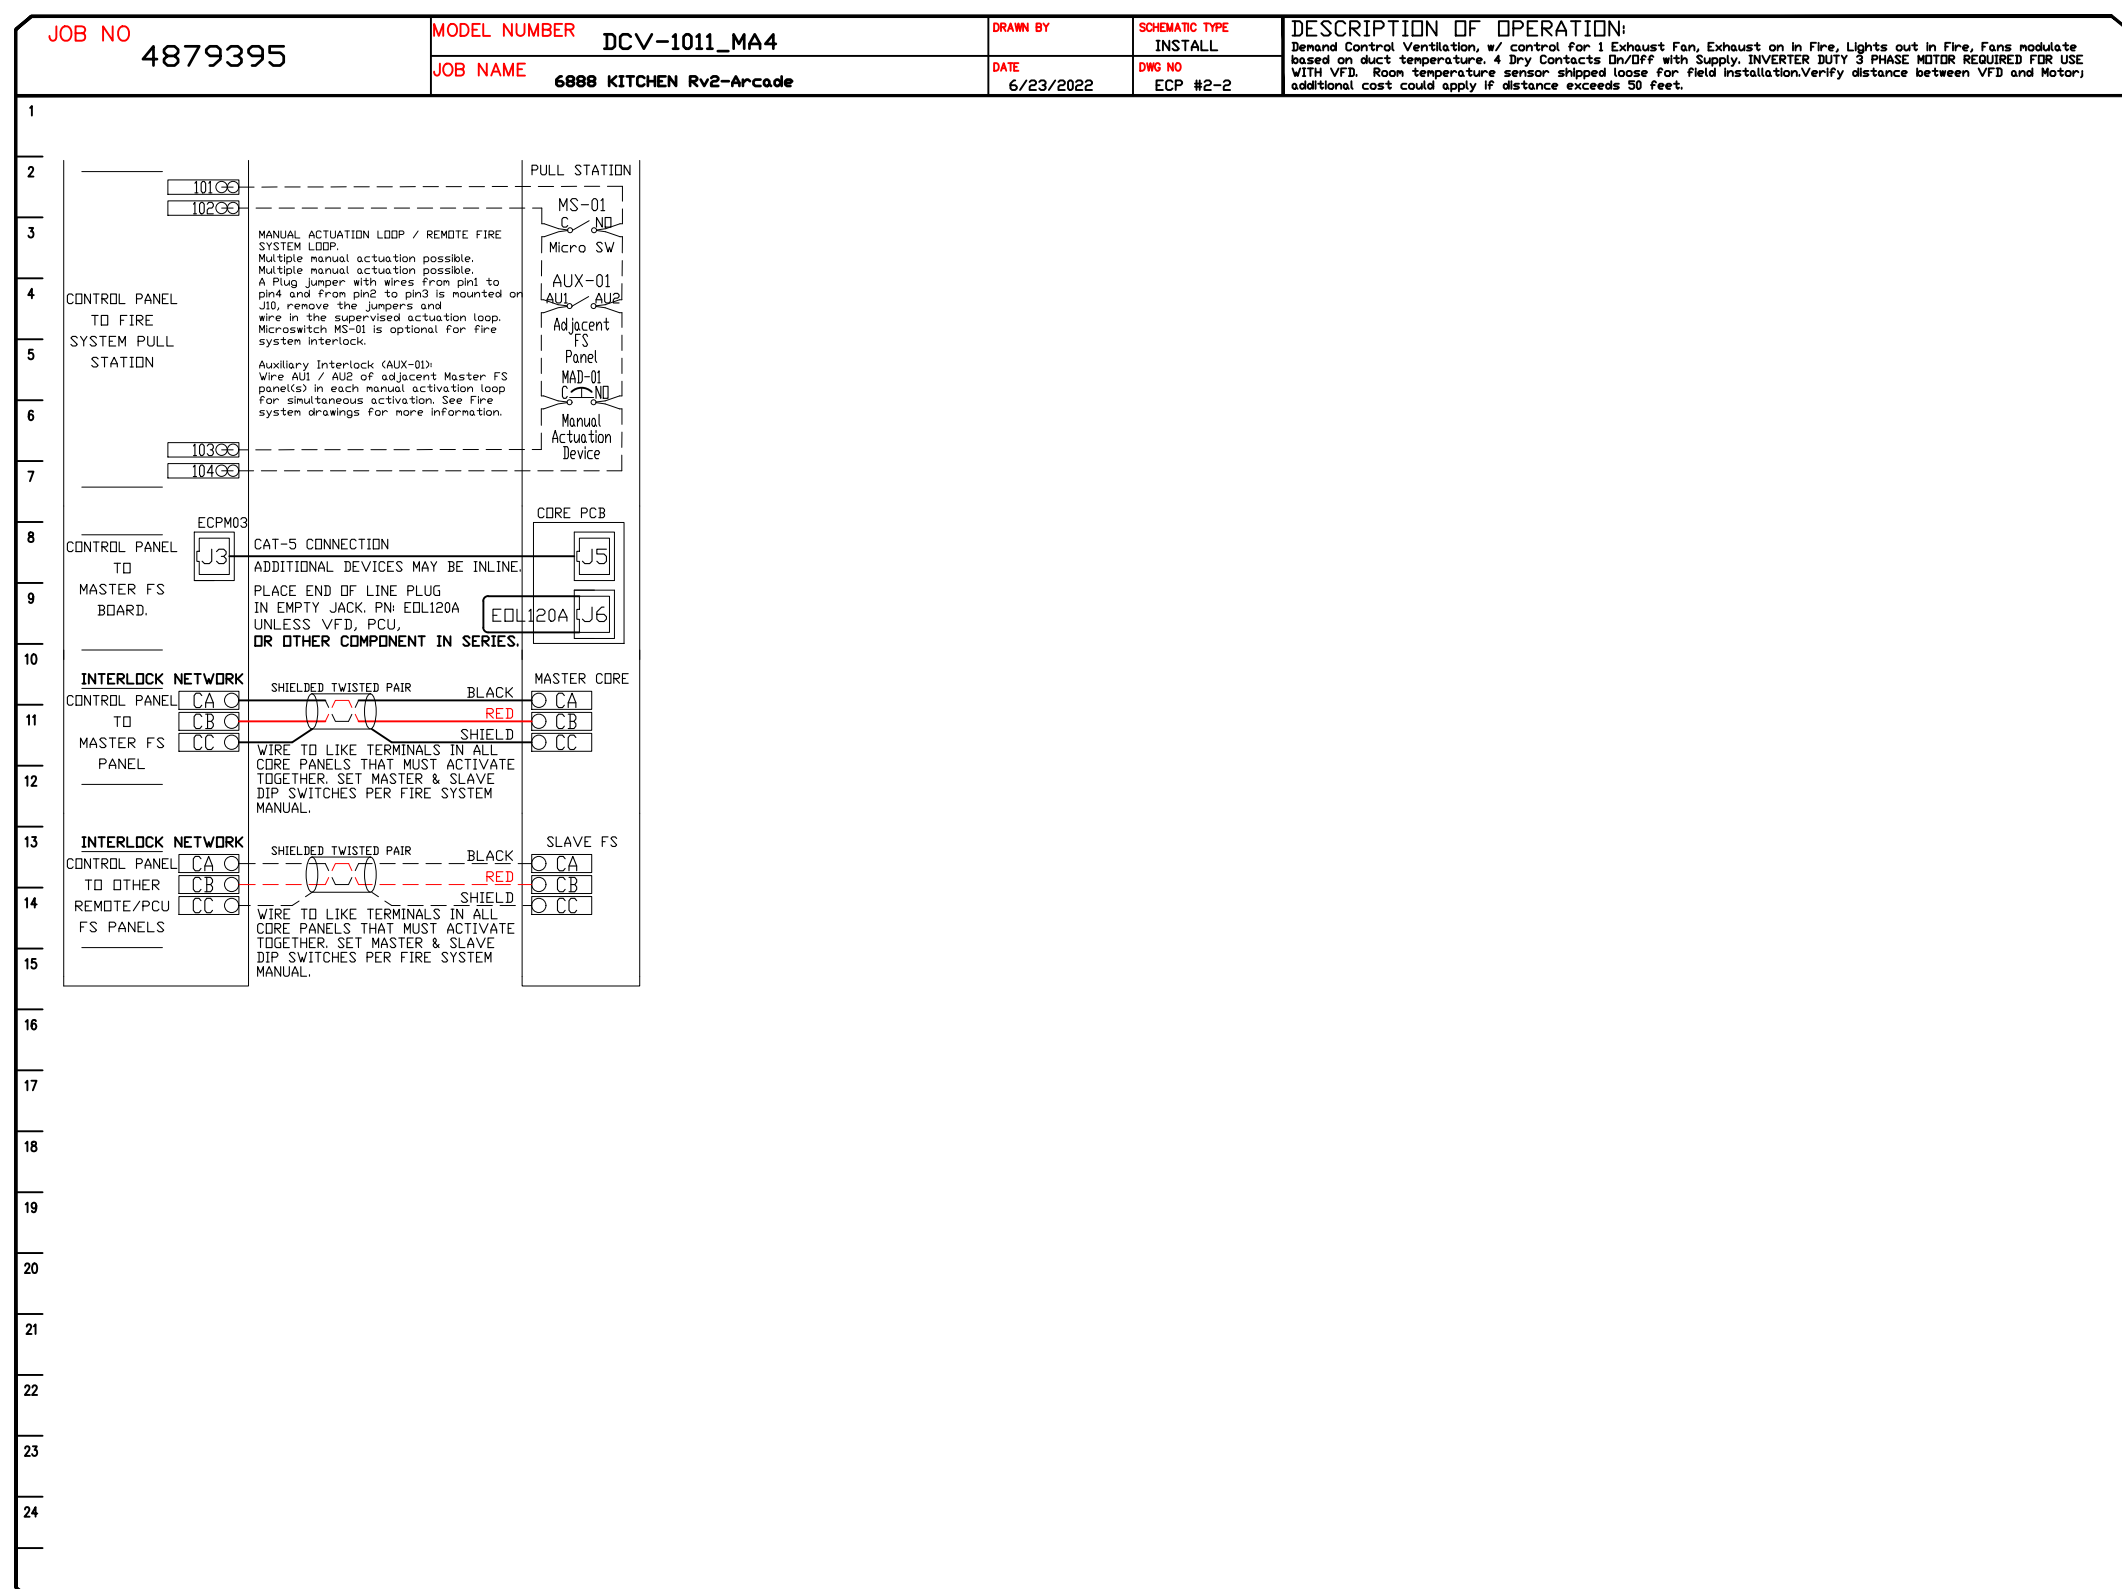 JOB NO
4879395
MODEL NUMBER
DCV-1011_MA4
JOB NAME
6888 KITCHEN Rv2-Arcade
DRAWN BY
DATE
6/23/2022
SCHEMATIC TYPE
INSTALL
DWG NO
ECP #2-2
DESCRIPTION OF OPERATION:
Demand Control Ventilation, w/ control for 1 Exhaust Fan, Exhaust on in Fire, Lights out in Fire, Fans modulate
based on duct temperature. 4 Dry Contacts On/Off with Supply. INVERTER DUTY 3 PHASE MOTOR REQUIRED FOR USE
WITH VFD.  Room temperature sensor shipped loose for field installation.Verify distance between VFD and Motor;
additional cost could apply if distance exceeds 50 feet.
1
2
3
4
5
6
7
8
9
10
11
12
13
14
15
16
17
18
19
20
21
22
23
24
CONTROL PANEL
TO FIRE
SYSTEM PULL
STATION
101
102
103
104
MANUAL ACTUATION LOOP / REMOTE FIRE
SYSTEM LOOP.
Multiple manual actuation possible.
Multiple manual actuation possible.
A Plug jumper with wires from pin1 to
pin4 and from pin2 to pin3 is mounted on
J10, remove the jumpers and
wire in the supervised actuation loop.
Microswitch MS-01 is optional for fire
system interlock.
Auxiliary Interlock (AUX-01):
Wire AU1 / AU2 of adjacent Master FS
panel(s) in each manual activation loop
for simultaneous activation. See Fire
system drawings for more information.
PULL STATION
MS-01
C NO
Micro SW
AUX-01
AU1 AU2
Adjacent
FS
Panel
MAD-01
C NO
Manual
Actuation
Device
CONTROL PANEL
TO
MASTER FS
BOARD.
ECPM03
J3
CAT-5 CONNECTION
ADDITIONAL DEVICES MAY BE INLINE.
PLACE END OF LINE PLUG
IN EMPTY JACK. PN: EOL120A
UNLESS VFD, PCU,
OR OTHER COMPONENT IN SERIES.
CORE PCB
J5
EOL120A
J6
INTERLOCK NETWORK
CONTROL PANEL
TO
MASTER FS
PANEL
CA
CB
CC
SHIELDED TWISTED PAIR
BLACK
RED
SHIELD
WIRE TO LIKE TERMINALS IN ALL
CORE PANELS THAT MUST ACTIVATE
TOGETHER. SET MASTER & SLAVE
DIP SWITCHES PER FIRE SYSTEM
MANUAL.
MASTER CORE
CA
CB
CC
INTERLOCK NETWORK
CONTROL PANEL
TO OTHER
REMOTE/PCU
FS PANELS
CA
CB
CC
SHIELDED TWISTED PAIR
BLACK
RED
SHIELD
WIRE TO LIKE TERMINALS IN ALL
CORE PANELS THAT MUST ACTIVATE
TOGETHER. SET MASTER & SLAVE
DIP SWITCHES PER FIRE SYSTEM
MANUAL.
SLAVE FS
CA
CB
CC